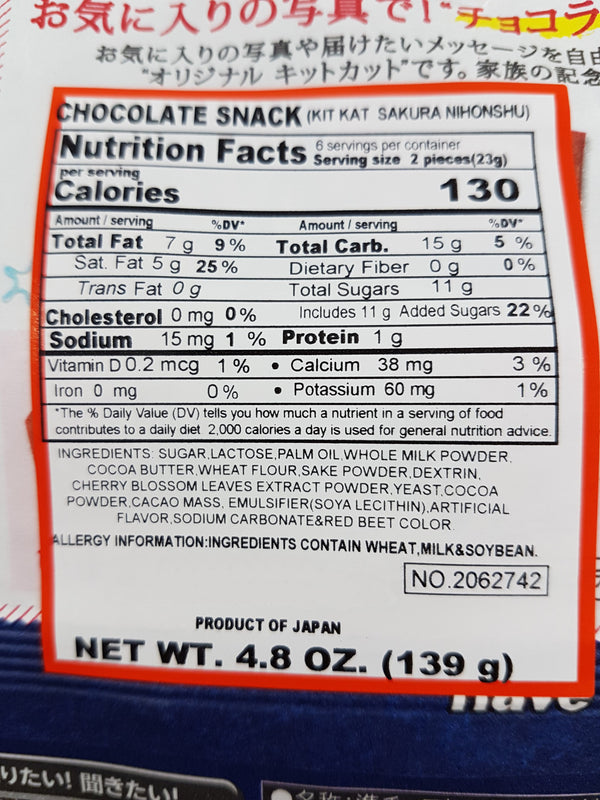 お気に入りの写真で! チョコラ
お気に入りの写真や届けたいメッセージを自由
"オリジナル キットカット"です。家族の記念
CHOCOLATE SNACK (KIT KAT SAKURA NIHONSHU)
Nutrition Facts 6 servings per container
Serving size 2 pieces(23g)
per serving
Calories 130
Amount / serving %DV* Amount / serving %DV*
Total Fat 7 g 9 % Total Carb. 15 g 5 %
Sat. Fat 5 g 25 % Dietary Fiber 0 g 0 %
Trans Fat 0 g Total Sugars 11 g
Cholesterol 0 mg 0 % Includes 11 g Added Sugars 22 %
Sodium 15 mg 1 % Protein 1 g
Vitamin D 0.2 mcg 1 % • Calcium 38 mg 3 %
Iron 0 mg 0 % • Potassium 60 mg 1 %
*The % Daily Value (DV) tells you how much a nutrient in a serving of food
contributes to a daily diet 2,000 calories a day is used for general nutrition advice.
INGREDIENTS: SUGAR,LACTOSE,PALM OIL,WHOLE MILK POWDER,
COCOA BUTTER,WHEAT FLOUR,SAKE POWDER,DEXTRIN,
CHERRY BLOSSOM LEAVES EXTRACT POWDER,YEAST,COCOA
POWDER,CACAO MASS, EMULSIFIER(SOYA LECITHIN),ARTIFICIAL
FLAVOR,SODIUM CARBONATE&RED BEET COLOR.
ALLERGY INFORMATION:INGREDIENTS CONTAIN WHEAT,MILK&SOYBEAN.
NO.2062742
PRODUCT OF JAPAN
NET WT. 4.8 OZ. (139 g)
have
りたい! 聞きたい!